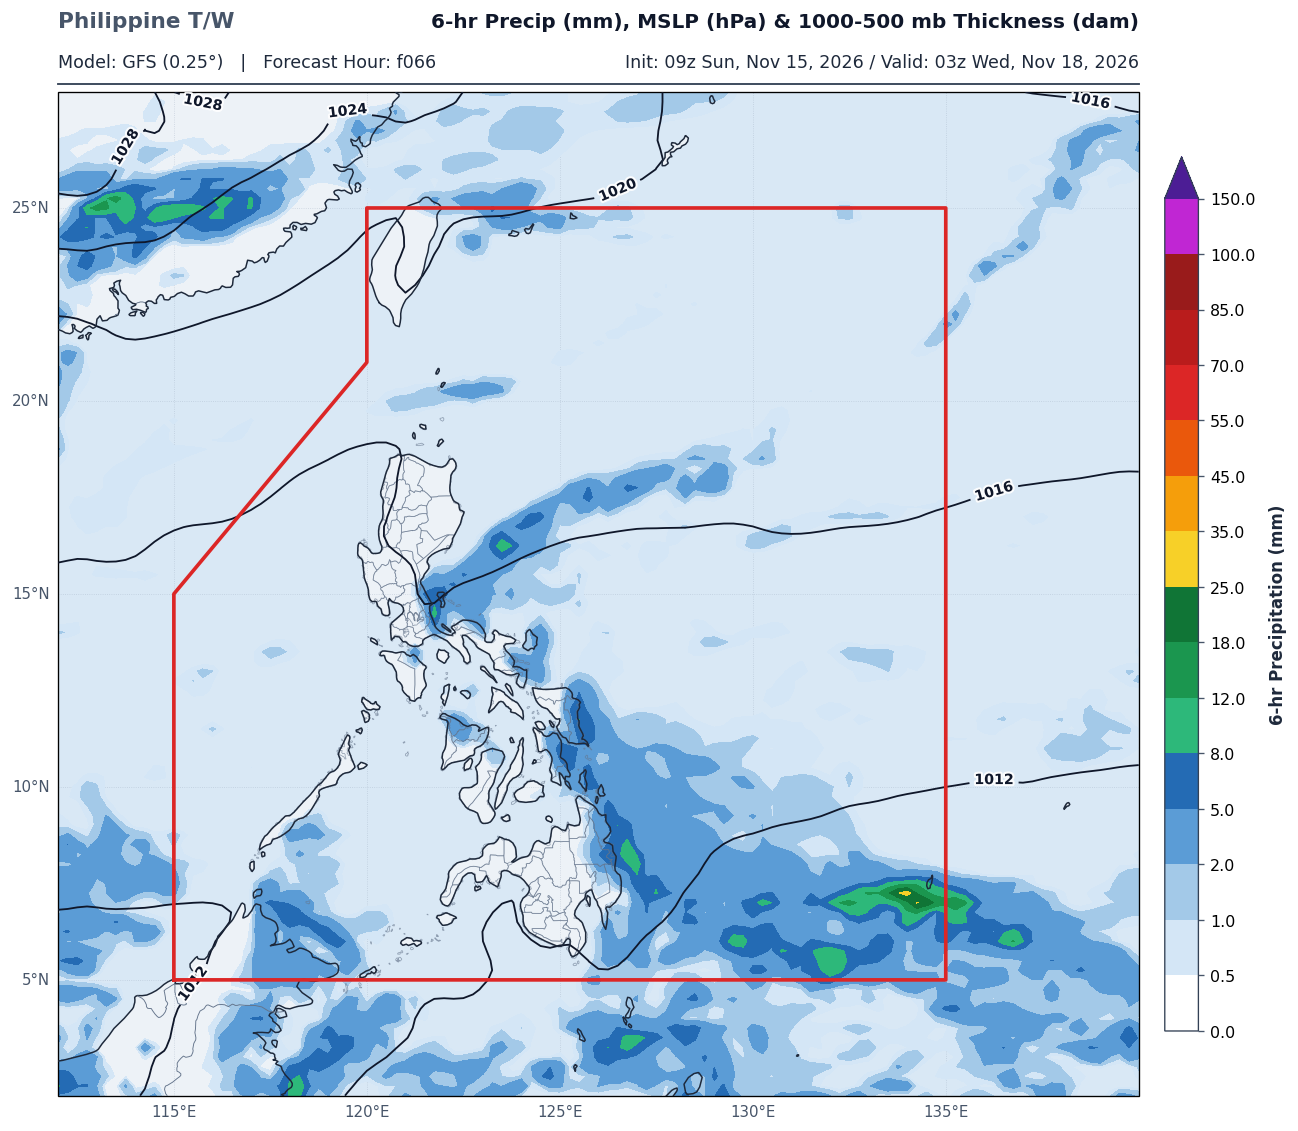 Philippine T/W
6-hr Precip (mm), MSLP (hPa) & 1000-500 mb Thickness (dam)
Model: GFS (0.25°)   |   Forecast Hour: f066
Init: 09z Sun, Nov 15, 2026 / Valid: 03z Wed, Nov 18, 2026
1028
1024
1016
1028
1020
1016
1012
1012
25°N
20°N
15°N
10°N
5°N
115°E
120°E
125°E
130°E
135°E
150.0
100.0
85.0
70.0
55.0
45.0
35.0
25.0
18.0
12.0
8.0
5.0
2.0
1.0
0.5
0.0
6-hr Precipitation (mm)